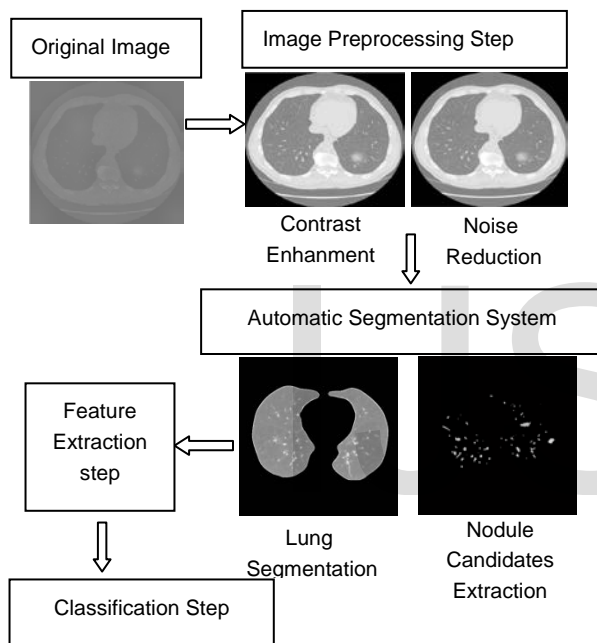 Original Image
Image Preprocessing Step
Contrast
Enhanment
Noise
Reduction
Automatic Segmentation System
Feature
Extraction
step
Lung
Segmentation
Nodule
Candidates
Extraction
Classification Step
US